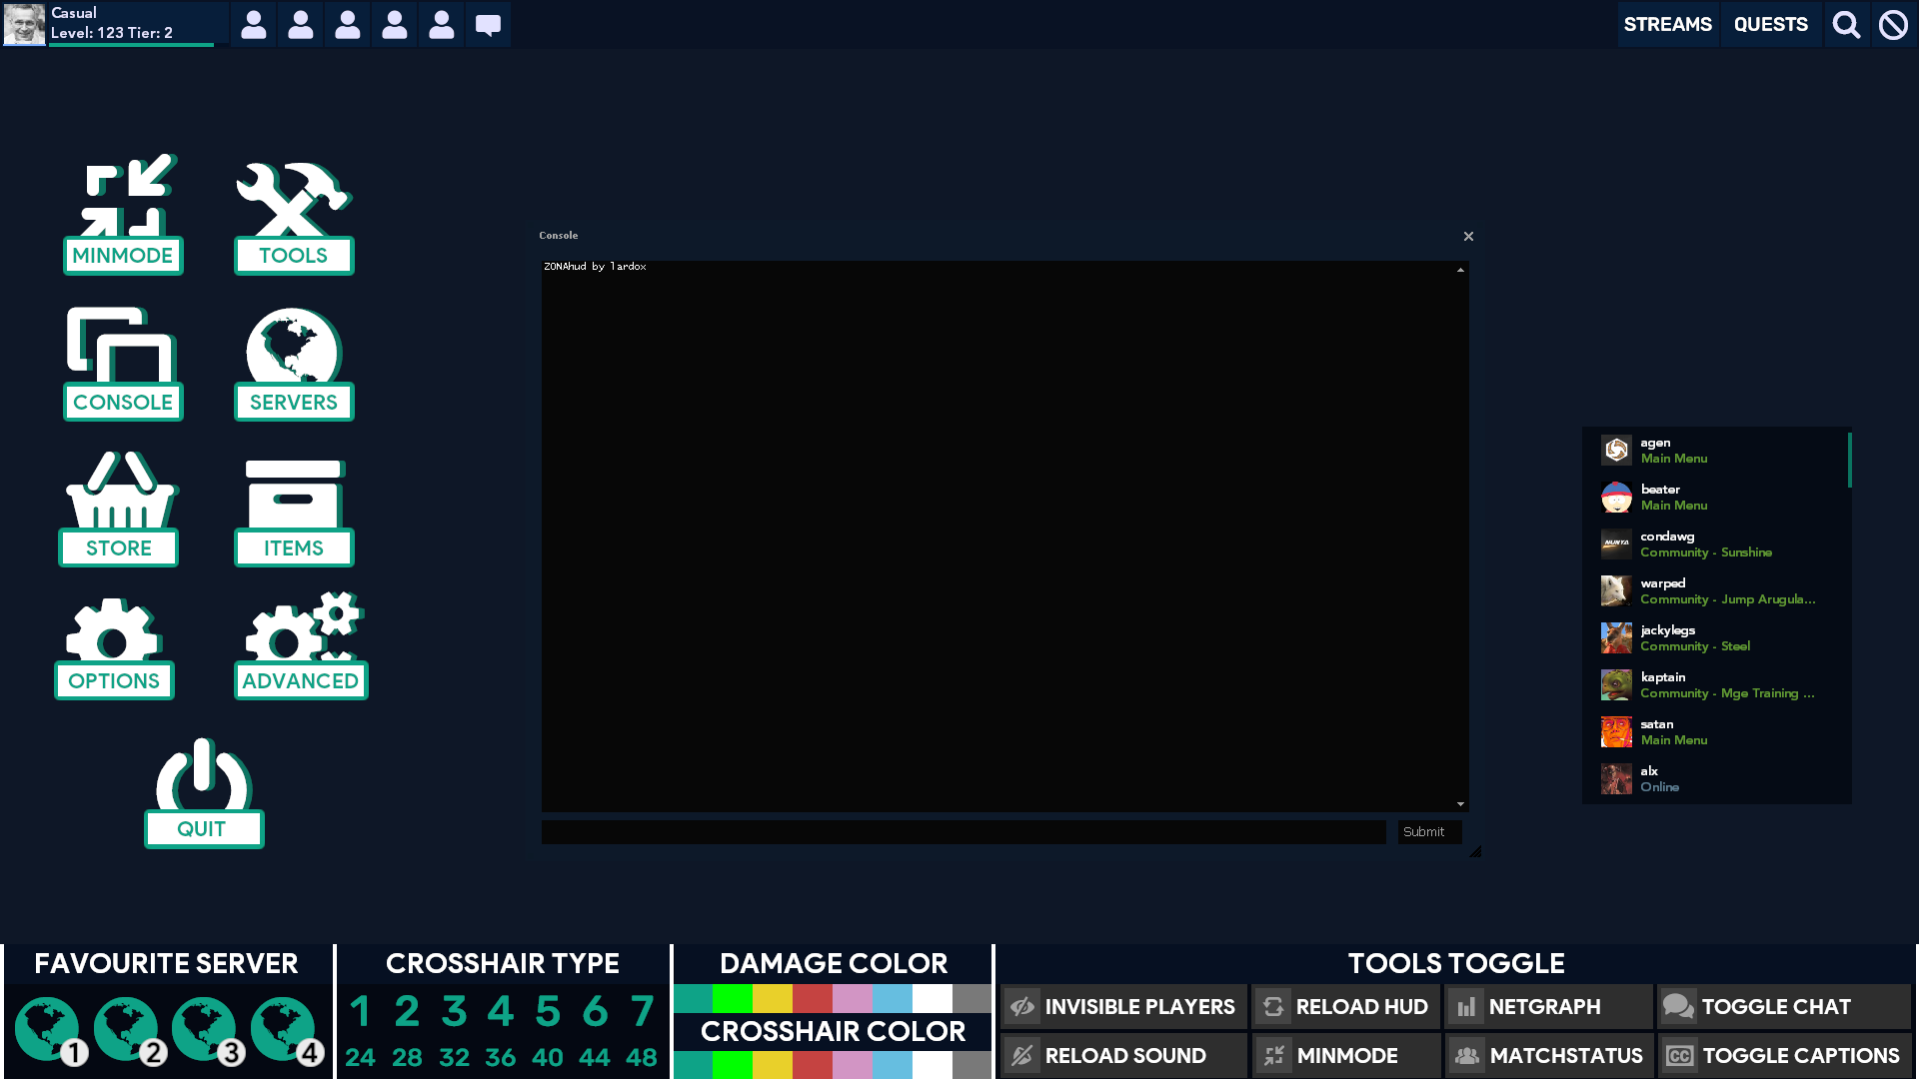 Casual
Level: 123 Tier: 2
STREAMS
QUESTS
MINMODE
TOOLS
CONSOLE
SERVERS
STORE
ITEMS
OPTIONS
ADVANCED
QUIT
Console
ZONAhud by lardox
Submit
agen
Main Menu
beater
Main Menu
condawg
Community - Sunshine
warped
Community - Jump Arugula...
jackylegs
Community - Steel
kaptain
Community - Mge Training ...
satan
Main Menu
alx
Online
FAVOURITE SERVER
1 2 3 4
CROSSHAIR TYPE
1 2 3 4 5 6 7
24 28 32 36 40 44 48
DAMAGE COLOR
CROSSHAIR COLOR
TOOLS TOGGLE
INVISIBLE PLAYERS
RELOAD HUD
NETGRAPH
TOGGLE CHAT
RELOAD SOUND
MINMODE
MATCHSTATUS
CC TOGGLE CAPTIONS